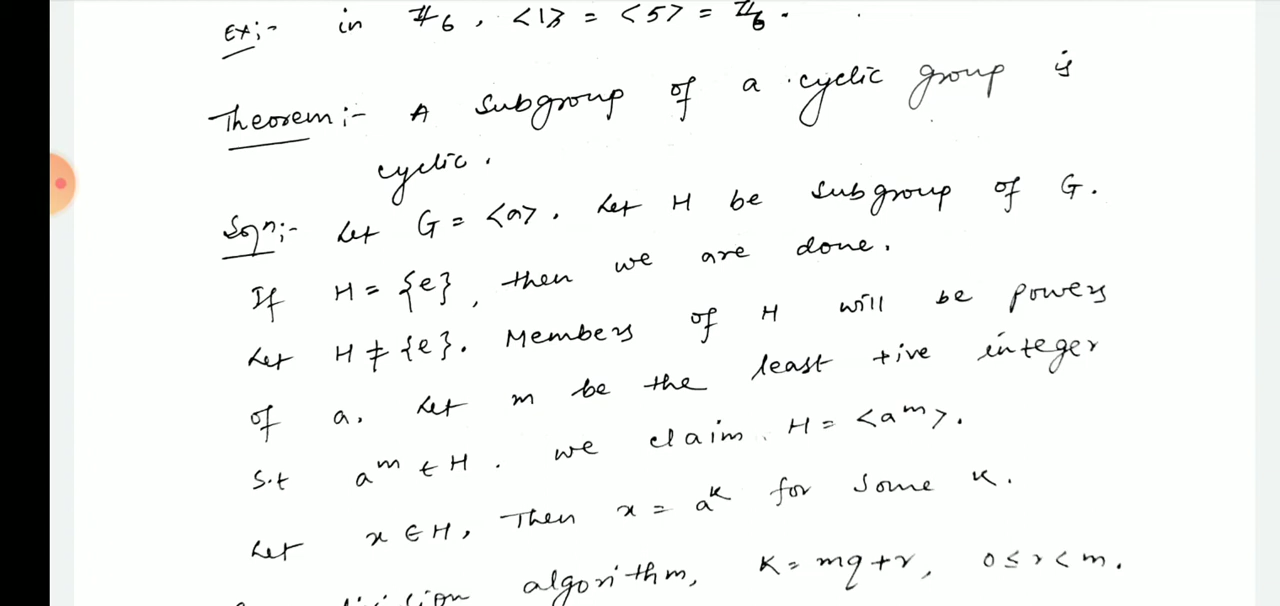 Ex:- in ℤ6, <1> = <5> = ℤ6.
Theorem:- A subgroup of a cyclic group is
cyclic.
Soln:- Let G = <a>. Let H be subgroup of G.
If H = {e}, then we are done.
Let H ≠ {e}. Members of H will be powers
of a. Let m be the least +ive integer
s.t a^m ∈ H. We claim H = <a^m>.
Let x ∈ H, Then x = a^k for some k.
algorithm, k = mq+r, 0 ≤ r < m.